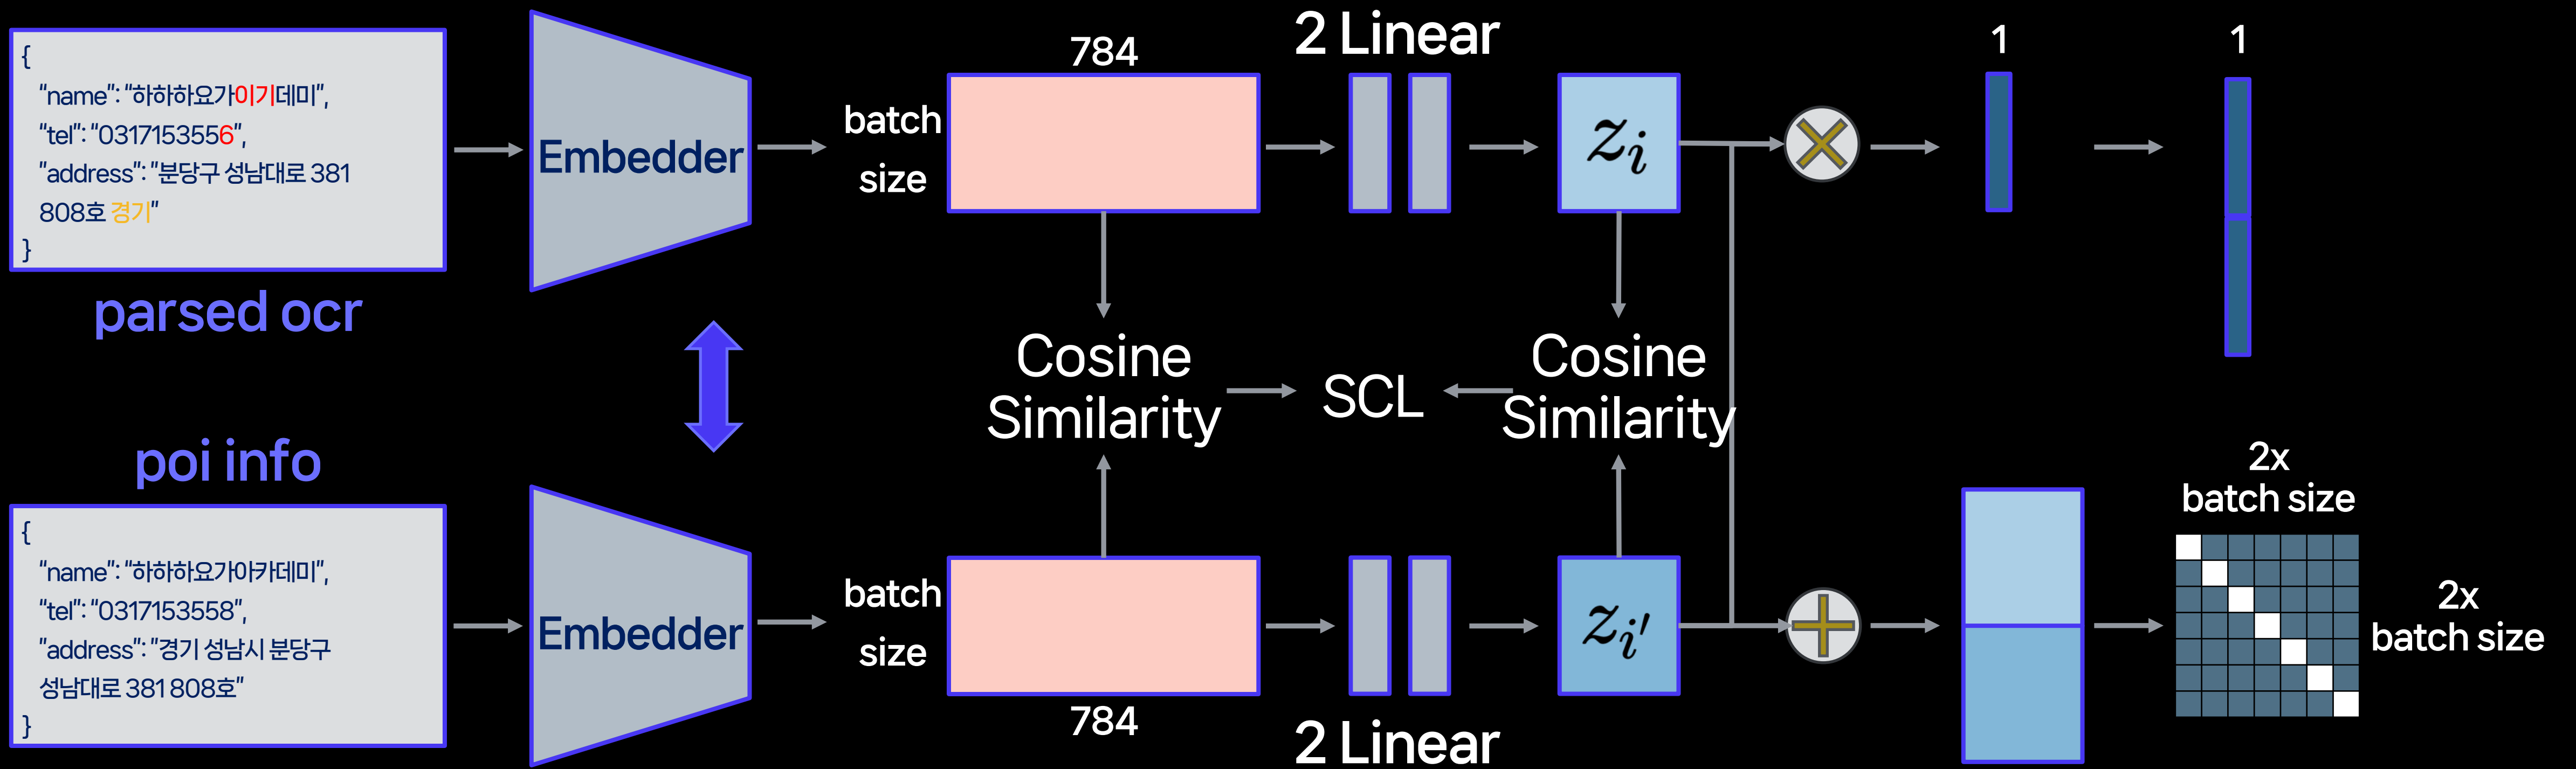 {
"name": "하하하요가이기데미",
"tel": "0317153556",
"address": "분당구 성남대로 381
808호 경기"
}
parsed ocr
Embedder
batch
size
784
2 Linear
z_i
1
1
Cosine
Similarity
SCL
Cosine
Similarity
poi info
{
"name": "하하하요가아카데미",
"tel": "0317153558",
"address": "경기 성남시 분당구
성남대로 381 808호"
}
Embedder
batch
size
784
2 Linear
z_i'
2x
batch size
2x
batch size